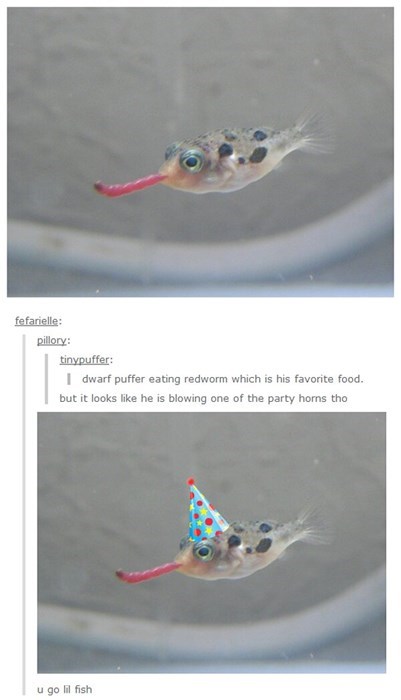 fefarielle:
pillory:
tinypuffer:
dwarf puffer eating redworm which is his favorite food.
but it looks like he is blowing one of the party horns tho
u go lil fish